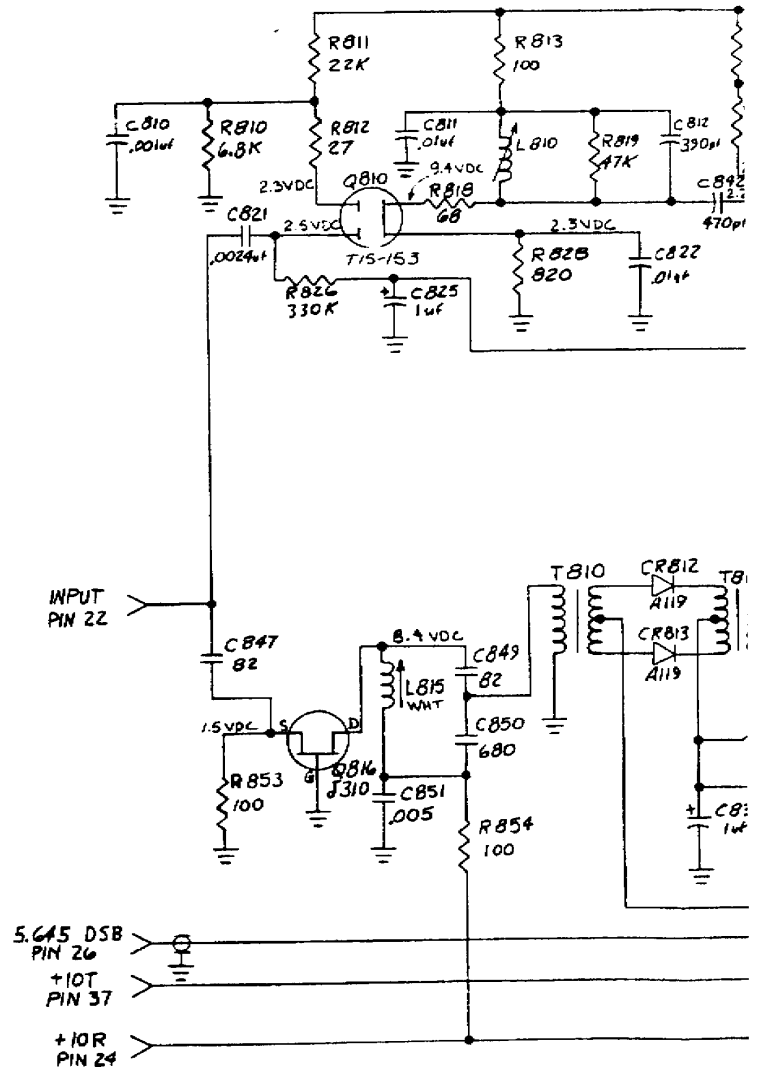 R811
22K
R813
100
C810
.001uf
R810
6.8K
R812
27
C811
.01uf
L810
R819
47K
C812
390pf
2.3VDC
Q810
9.4VDC
R818
68
C842
470pf
C821
.0024uf
2.5VDC
TIS-153
2.3VDC
R828
820
C822
.01uf
R826
330K
+
C825
1uf
INPUT
PIN 22
C847
82
8.4 VDC
L815
WHT
C849
82
T810
CR812
A119
CR813
A119
1.5VDC
S
D
G
C850
680
R853
100
Q816
J310
C851
.005
R854
100
+
5.645 DSB
PIN 26
+10T
PIN 37
+10R
PIN 24